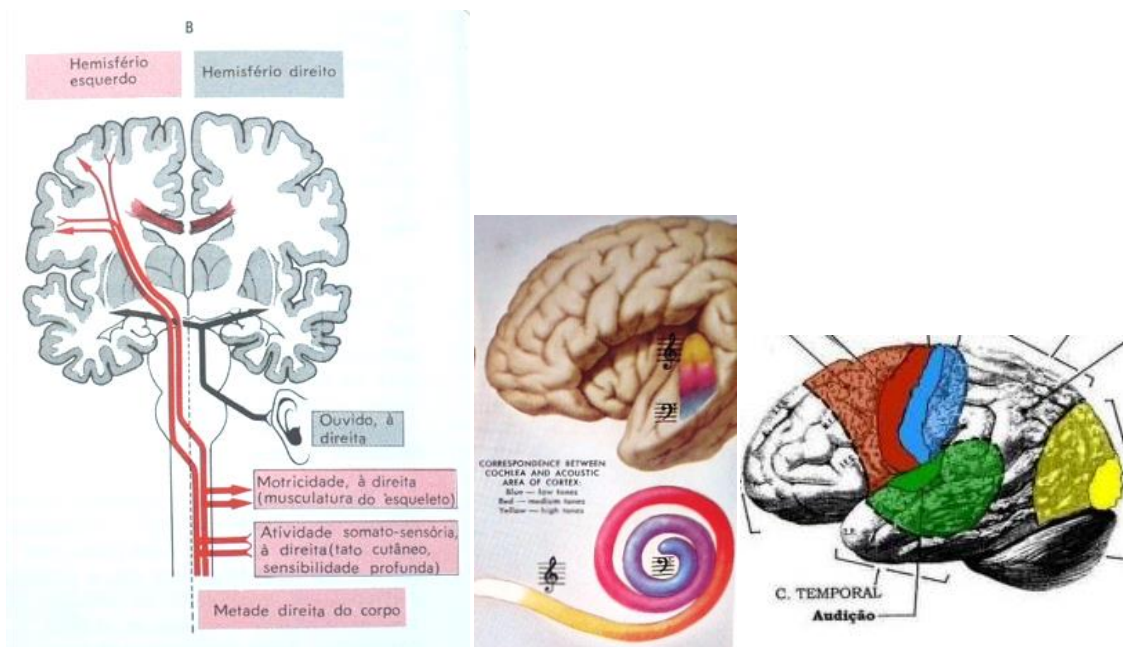 B
Hemisfério
esquerdo
Hemisfério direito
Ouvido, à
direita
Motricidade, à direita
(musculatura do esqueleto)
Atividade somato-sensória,
à direita (tato cutâneo,
sensibilidade profunda)
Metade direita do corpo
CORRESPONDENCE BETWEEN
COCHLEA AND ACOUSTIC
AREA OF CORTEX:
Blue — low tones
Red — medium tones
Yellow — high tones
C. TEMPORAL
Audição